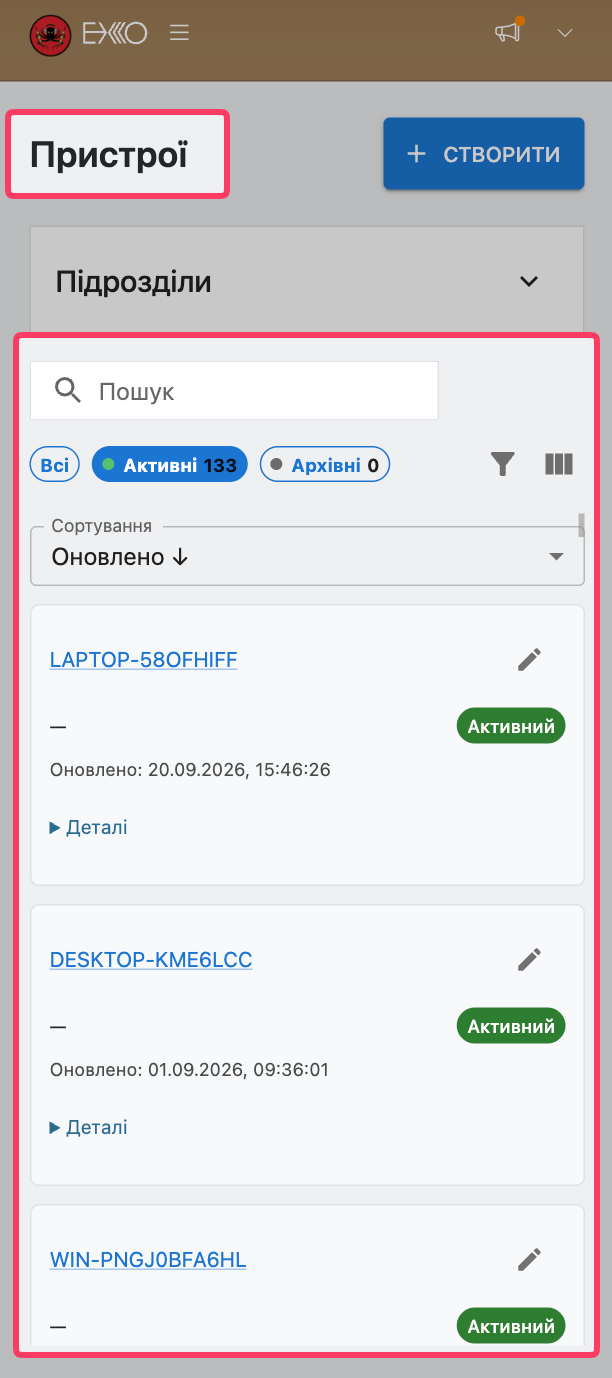 EXXO
Пристрої
СТВОРИТИ
Підрозділи
Пошук
Всі
Активні 133
Архівні 0
Сортування
Оновлено ↓
LAPTOP-58OFHIFF
—
Активний
Оновлено: 20.09.2026, 15:46:26
Деталі
DESKTOP-KME6LCC
—
Активний
Оновлено: 01.09.2026, 09:36:01
Деталі
WIN-PNGJ0BFA6HL
—
Активний